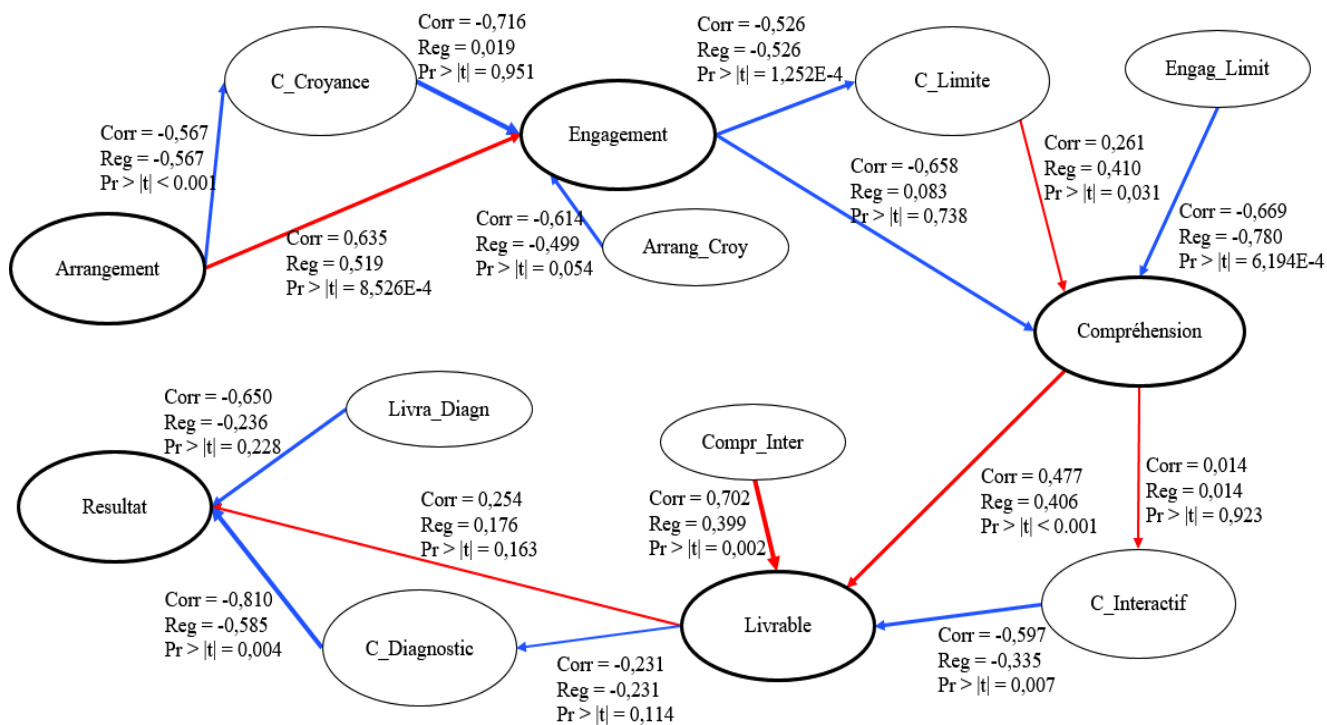 Corr = -0,716
Reg = 0,019
Pr > |t| = 0,951
Corr = -0,526
Reg = -0,526
Pr > |t| = 1,252E-4
C_Croyance
C_Limite
Engag_Limit
Engagement
Corr = -0,567
Reg = -0,567
Pr > |t| < 0.001
Corr = 0,261
Reg = 0,410
Pr > |t| = 0,031
Corr = -0,658
Reg = 0,083
Pr > |t| = 0,738
Corr = -0,614
Reg = -0,499
Pr > |t| = 0,054
Arrang_Croy
Corr = 0,635
Reg = 0,519
Pr > |t| = 8,526E-4
Arrangement
Corr = -0,669
Reg = -0,780
Pr > |t| = 6,194E-4
Compréhension
Corr = -0,650
Reg = -0,236
Pr > |t| = 0,228
Livra_Diagn
Compr_Inter
Corr = 0,477
Reg = 0,406
Pr > |t| < 0.001
Corr = 0,014
Reg = 0,014
Pr > |t| = 0,923
Resultat
Corr = 0,254
Reg = 0,176
Pr > |t| = 0,163
Corr = 0,702
Reg = 0,399
Pr > |t| = 0,002
Corr = -0,810
Reg = -0,585
Pr > |t| = 0,004
C_Diagnostic
Livrable
C_Interactif
Corr = -0,231
Reg = -0,231
Pr > |t| = 0,114
Corr = -0,597
Reg = -0,335
Pr > |t| = 0,007